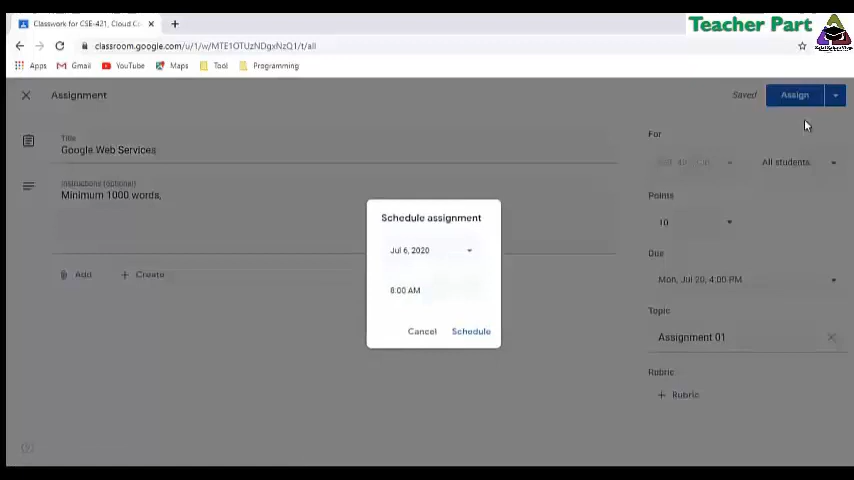 Teacher Part
Classwork for CSE-421, Cloud C
classroom.google.com/u/1/w/MTE1OTUzNDgxNzQ1/t/all
Apps Gmail YouTube Maps Tool Programming
Assignment
Saved
Assign
For
All students
Title
Google Web Services
Instructions (optional)
Minimum 1000 words,
Points
10
Schedule assignment
Jul 6, 2020
8:00 AM
Cancel Schedule
Add Create
Due
Mon, Jul 20, 4:00 PM
Topic
Assignment 01
Rubric
Rubric